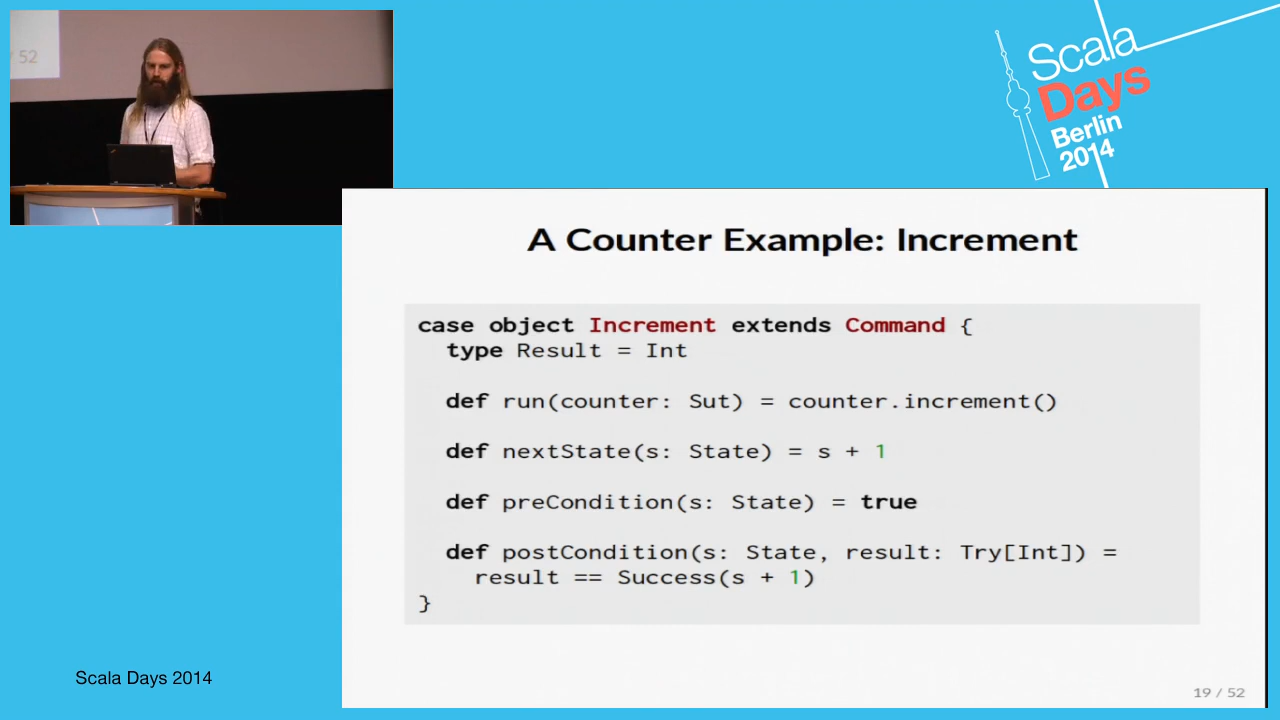 / 52
Scala
Days
Berlin
2014
A Counter Example: Increment
case object Increment extends Command {
type Result = Int
def run(counter: Sut) = counter.increment()
def nextState(s: State) = s + 1
def preCondition(s: State) = true
def postCondition(s: State, result: Try[Int]) =
result == Success(s + 1)
}
19 / 52
Scala Days 2014